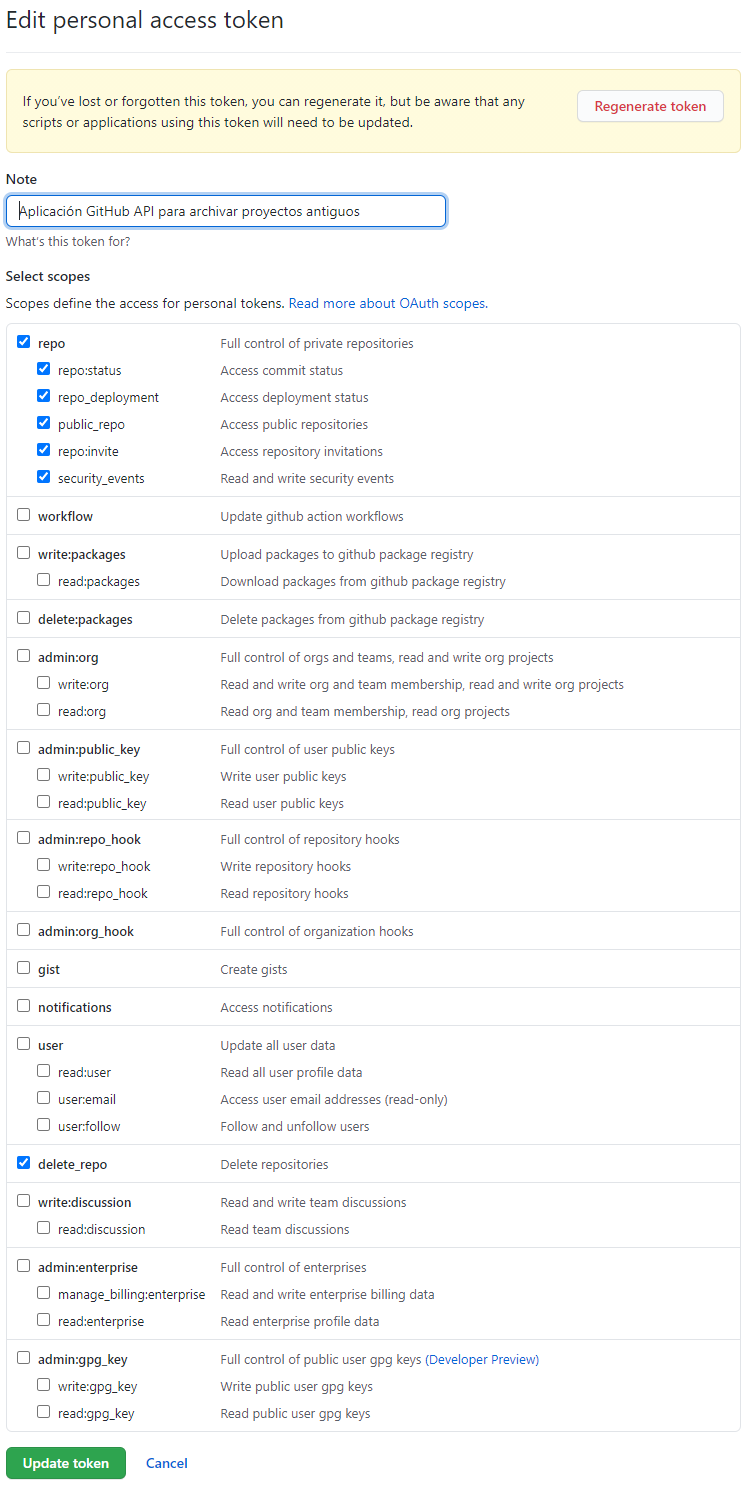 Edit personal access token
If you've lost or forgotten this token, you can regenerate it, but be aware that any
scripts or applications using this token will need to be updated.
Regenerate token
Note
Aplicación GitHub API para archivar proyectos antiguos
What's this token for?
Select scopes
Scopes define the access for personal tokens. Read more about OAuth scopes.
repo Full control of private repositories
repo:status Access commit status
repo_deployment Access deployment status
public_repo Access public repositories
repo:invite Access repository invitations
security_events Read and write security events
workflow Update github action workflows
write:packages Upload packages to github package registry
read:packages Download packages from github package registry
delete:packages Delete packages from github package registry
admin:org Full control of orgs and teams, read and write org projects
write:org Read and write org and team membership, read and write org projects
read:org Read org and team membership, read org projects
admin:public_key Full control of user public keys
write:public_key Write user public keys
read:public_key Read user public keys
admin:repo_hook Full control of repository hooks
write:repo_hook Write repository hooks
read:repo_hook Read repository hooks
admin:org_hook Full control of organization hooks
gist Create gists
notifications Access notifications
user Update all user data
read:user Read all user profile data
user:email Access user email addresses (read-only)
user:follow Follow and unfollow users
delete_repo Delete repositories
write:discussion Read and write team discussions
read:discussion Read team discussions
admin:enterprise Full control of enterprises
manage_billing:enterprise Read and write enterprise billing data
read:enterprise Read enterprise profile data
admin:gpg_key Full control of public user gpg keys (Developer Preview)
write:gpg_key Write public user gpg keys
read:gpg_key Read public user gpg keys
Update token Cancel